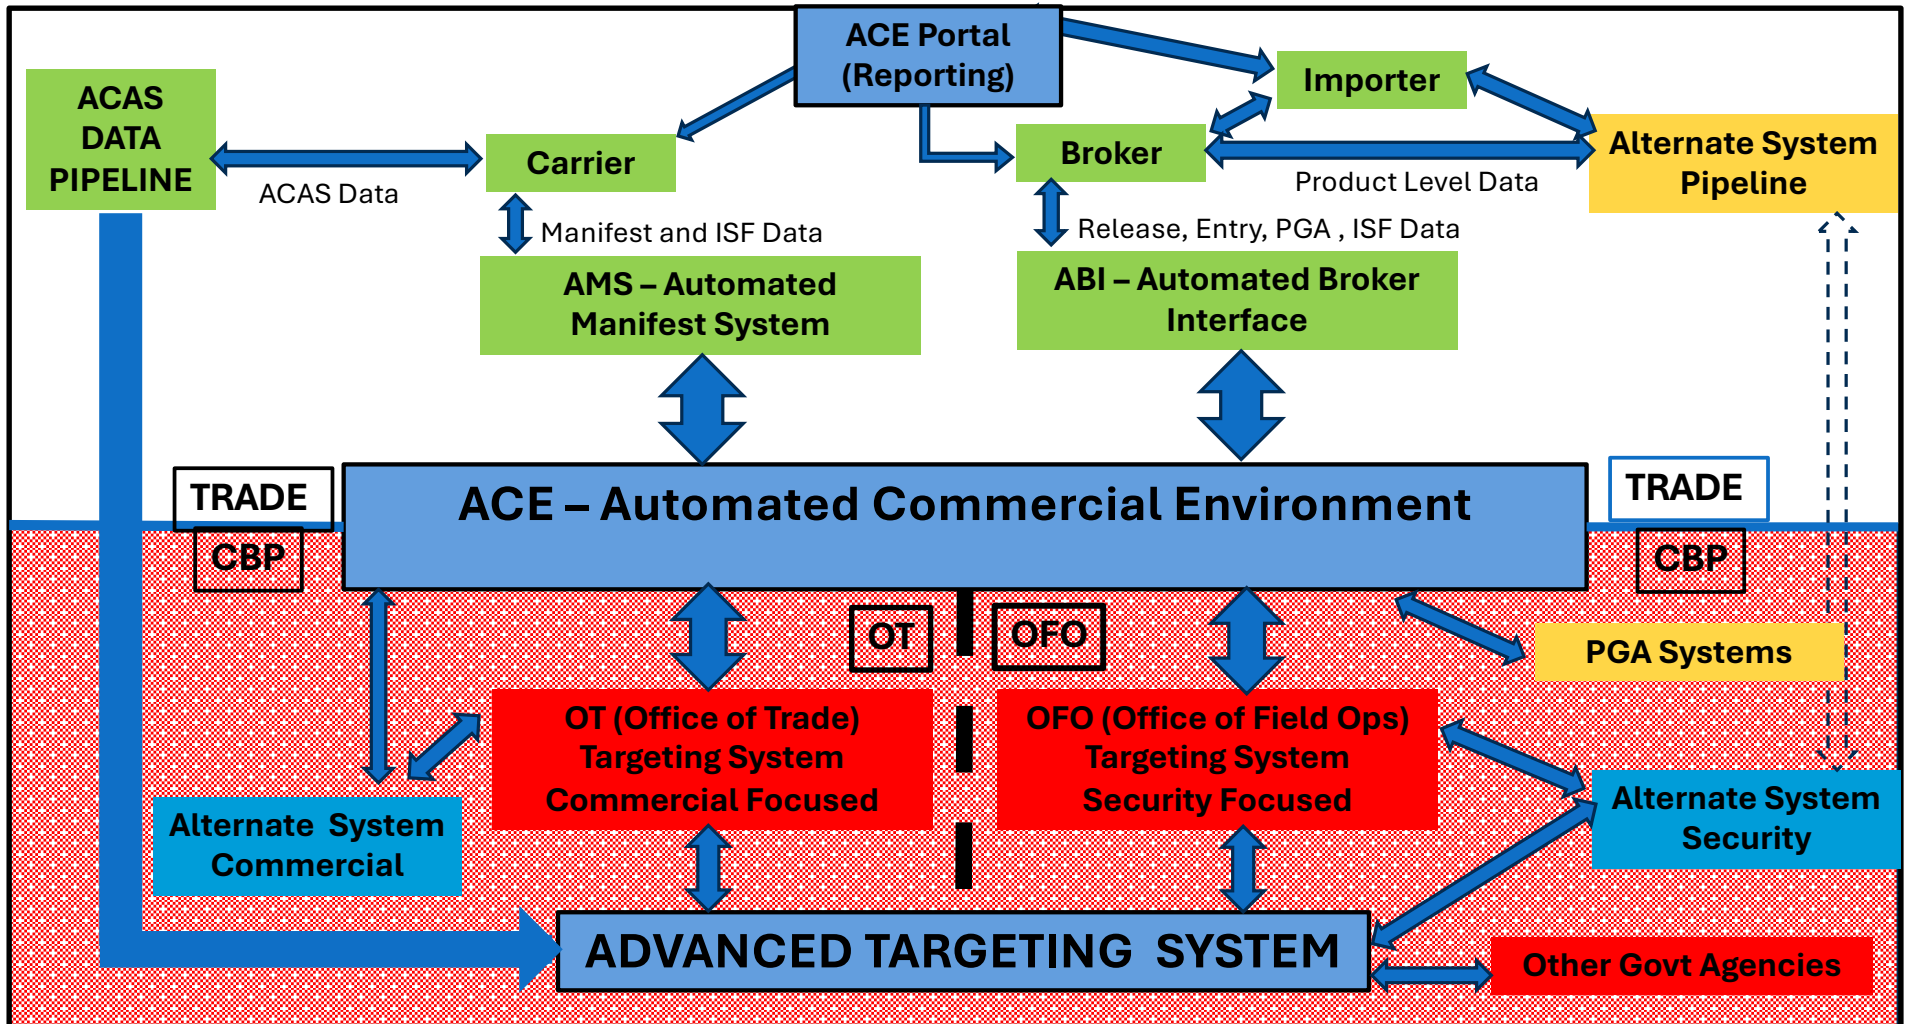 ACE Portal
(Reporting)
ACAS
DATA
PIPELINE
Importer
Carrier
Broker
Alternate System
Pipeline
ACAS Data
Product Level Data
Manifest and ISF Data
Release, Entry, PGA , ISF Data
AMS – Automated
Manifest System
ABI – Automated Broker
Interface
TRADE
ACE – Automated Commercial Environment
TRADE
CBP
CBP
OT
OFO
PGA Systems
OT (Office of Trade)
Targeting System
Commercial Focused
OFO (Office of Field Ops)
Targeting System
Security Focused
Alternate System
Commercial
Alternate System
Security
ADVANCED TARGETING SYSTEM
Other Govt Agencies